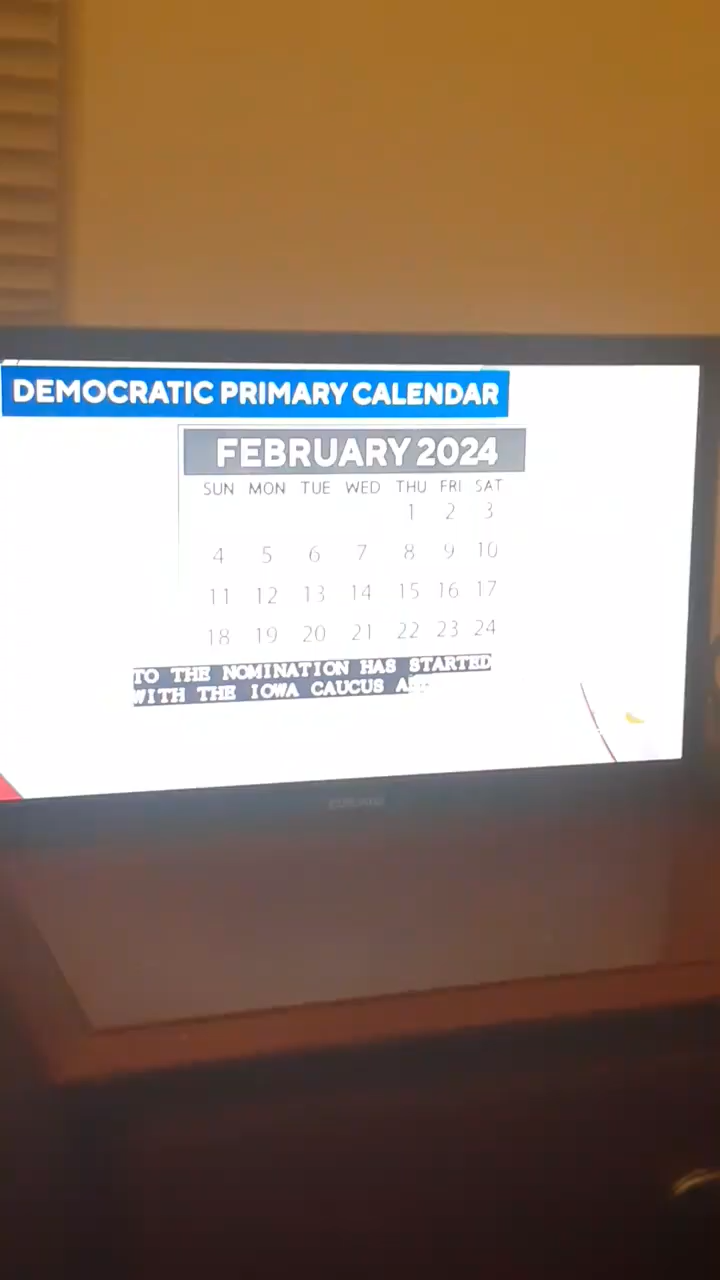 DEMOCRATIC PRIMARY CALENDAR
FEBRUARY 2024
SUN MON TUE WED THU FRI SAT
1 2 3
4 5 6 7 8 9 10
11 12 13 14 15 16 17
18 19 20 21 22 23 24
TO THE NOMINATION HAS STARTED
WITH THE IOWA CAUCUS